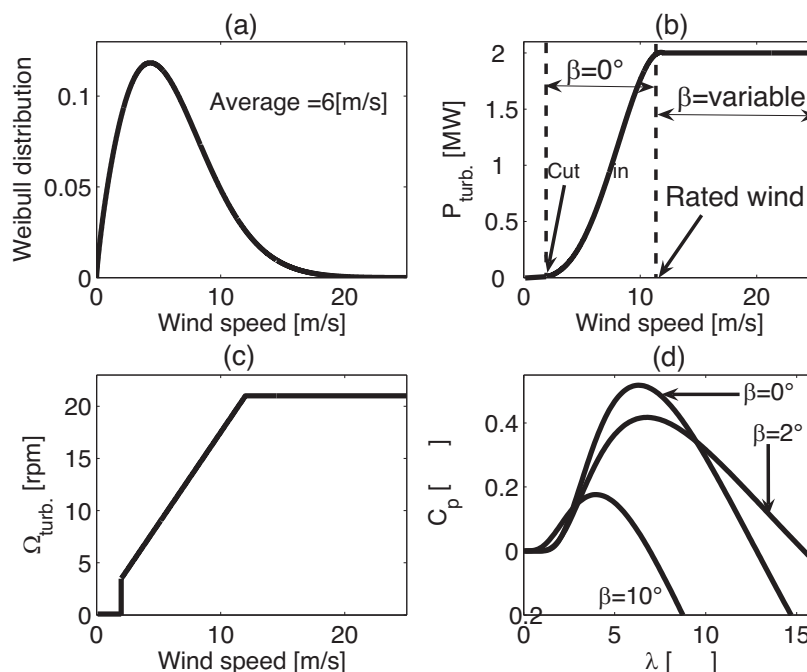 (a)
Weibull distribution
0.1
0.05
0
Average =6[m/s]
0 10 20
Wind speed [m/s]
(b)
P turb. [MW]
2
1.5
1
0.5
0
β=0°
β=variable
Cut in
Rated wind
0 10 20
Wind speed [m/s]
(c)
Ω turb. [rpm]
20
15
10
5
0
0 10 20
Wind speed [m/s]
(d)
C p [ ]
0.4
0.2
0
0.2
β=0°
β=2°
β=10°
0 5 10 15
λ [ ]